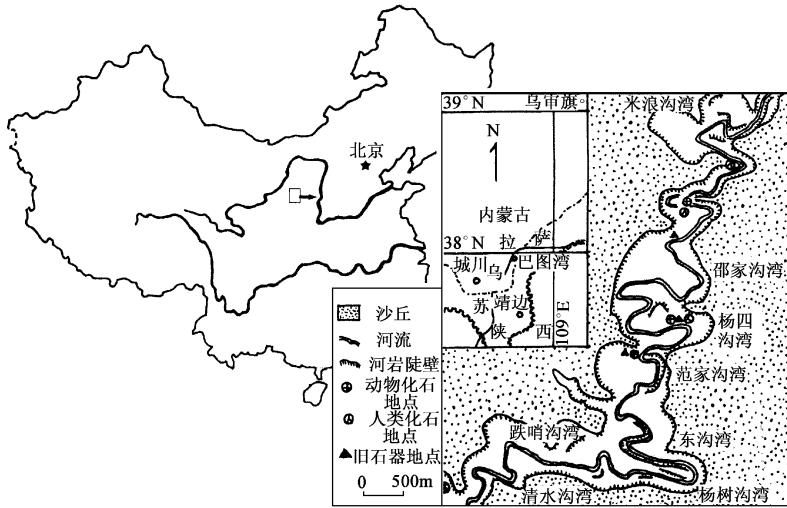 北京
39°N
乌审旗
米浪沟湾
N
内蒙古
38°N
拉
萨
乌
苏
城川
巴图湾
靖边
陕
西
109°E
邵家沟湾
杨四
沟湾
范家沟湾
东沟湾
跌哨沟湾
清水沟湾
杨树沟湾
沙丘
河流
河岩陡壁
动物化石
地点
人类化石
地点
旧石器地点
0 500m